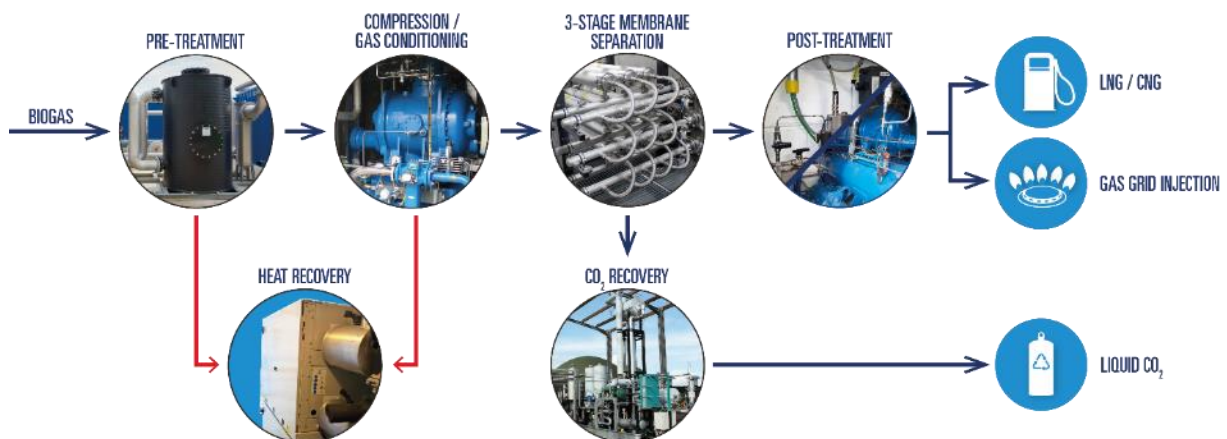 PRE-TREATMENT
COMPRESSION /
GAS CONDITIONING
3-STAGE MEMBRANE
SEPARATION
POST-TREATMENT
BIOGAS
LNG / CNG
GAS GRID INJECTION
HEAT RECOVERY
CO₂ RECOVERY
LIQUID CO₂